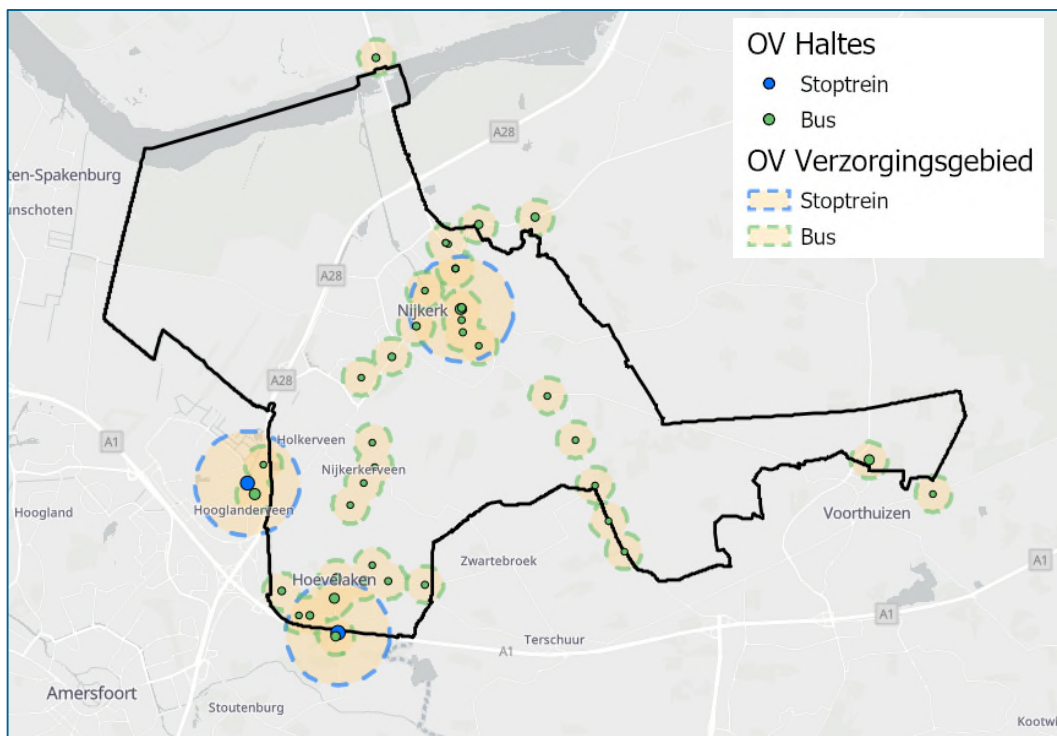 OV Haltes
Stoptrein
Bus
OV Verzorgingsgebied
Stoptrein
Bus
A28
ten-Spakenburg
unschoten
A28
Nijkerk
A28
A1
Holkerveen
Nijkerkerveen
Hoogland
Hooglanderveen
Voorthuizen
Zwartebroek
Hoevelaken
A1
A1
Terschuur
A1
Amersfoort
Stoutenburg
Kootwi